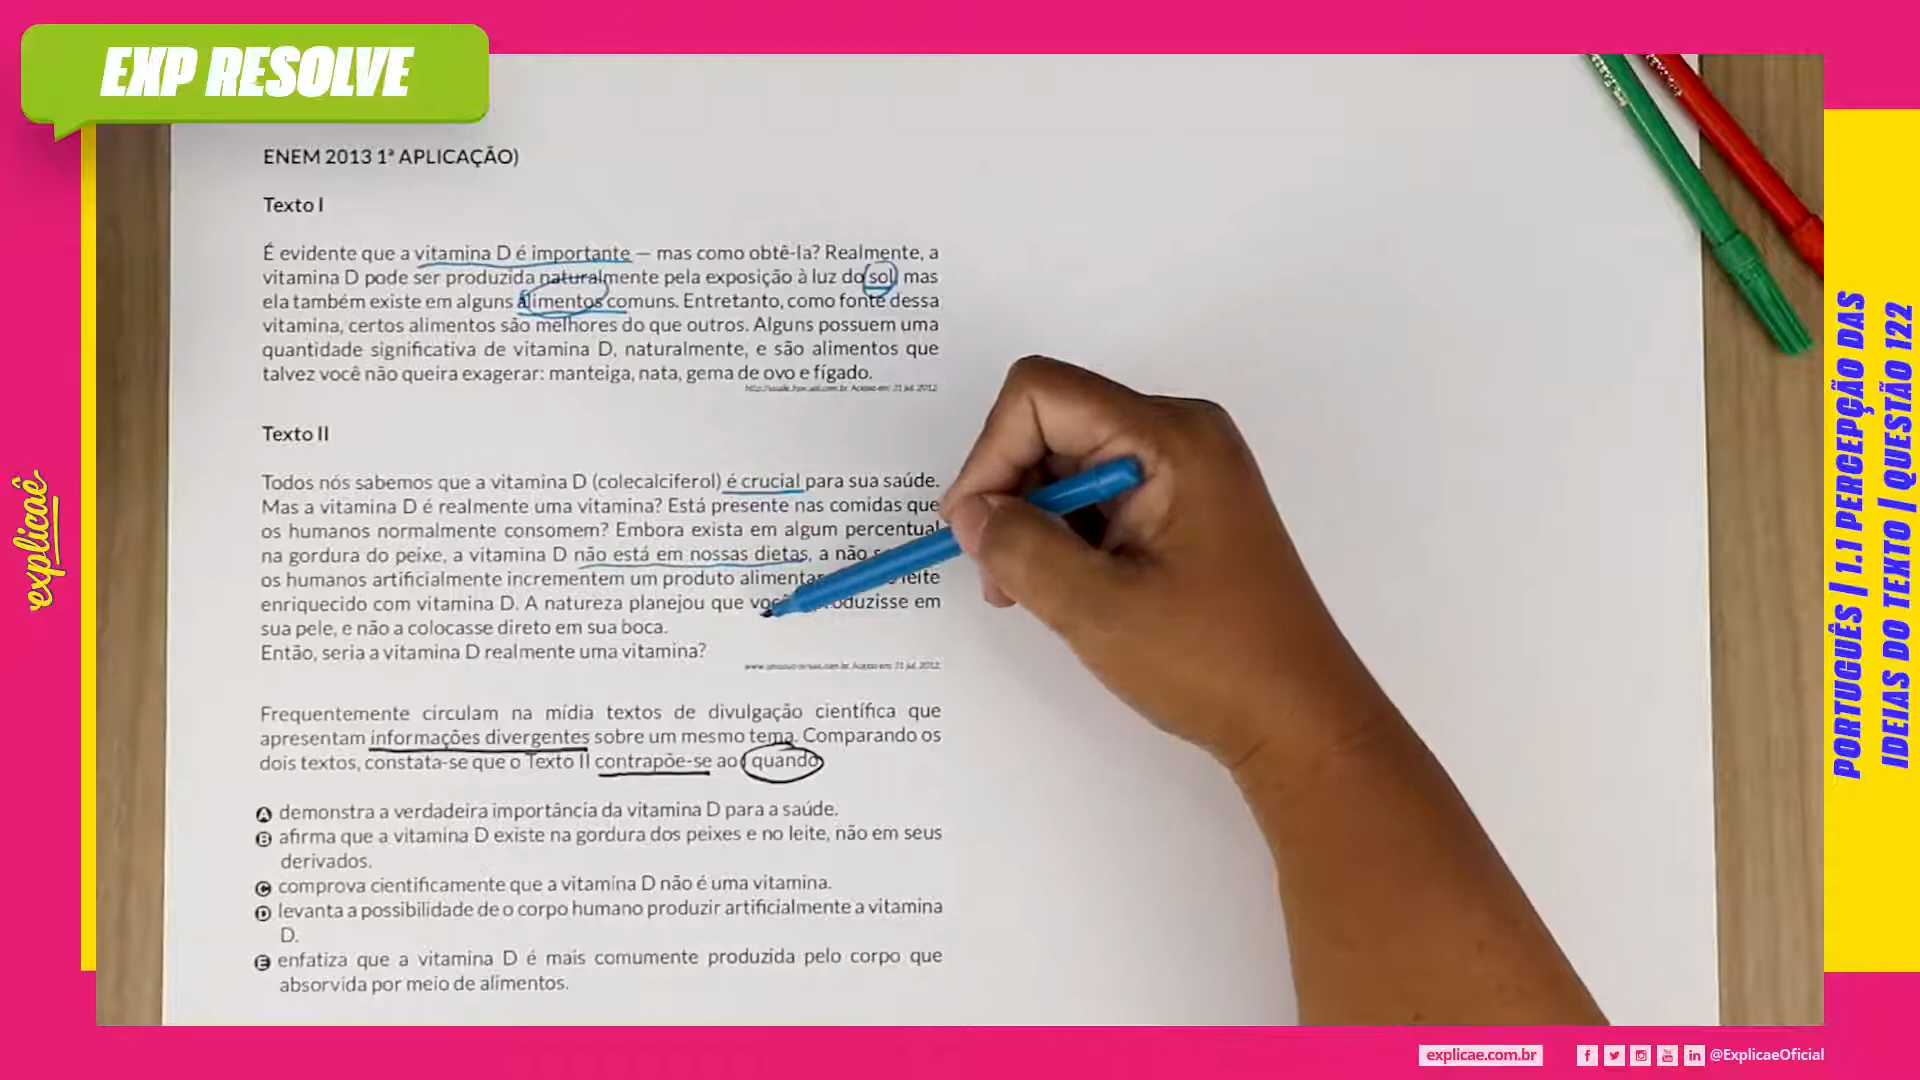 EXP RESOLVE
ENEM 2013 1ª APLICAÇÃO)
Texto I
É evidente que a vitamina D é importante — mas como obtê-la? Realmente, a
vitamina D pode ser produzida naturalmente pela exposição à luz do sol, mas
ela também existe em alguns alimentos comuns. Entretanto, como fonte dessa
vitamina, certos alimentos são melhores do que outros. Alguns possuem uma
quantidade significativa de vitamina D, naturalmente, e são alimentos que
talvez você não queira exagerar: manteiga, nata, gema de ovo e fígado.
Acesso em: 31 jul. 2012
Texto II
Todos nós sabemos que a vitamina D (colecalciferol) é crucial para sua saúde.
Mas a vitamina D é realmente uma vitamina? Está presente nas comidas que
os humanos normalmente consomem? Embora exista em algum percentual
na gordura do peixe, a vitamina D não está em nossas dietas, a não
os humanos artificialmente incrementem um produto leite
enriquecido com vitamina D. A natureza planejou que em
sua pele, e não a colocasse direto em sua boca.
Então, seria a vitamina D realmente uma vitamina?
Acesso em: 31 jul. 2012
Frequentemente circulam na mídia textos de divulgação científica que
apresentam informações divergentes sobre um mesmo tema. Comparando os
dois textos, constata-se que o Texto II contrapõe-se ao I quando
A demonstra a verdadeira importância da vitamina D para a saúde.
B afirma que a vitamina D existe na gordura dos peixes e no leite, não em seus
derivados.
C comprova cientificamente que a vitamina D não é uma vitamina.
D levanta a possibilidade de o corpo humano produzir artificialmente a vitamina
D.
E enfatiza que a vitamina D é mais comumente produzida pelo corpo que
absorvida por meio de alimentos.
explicaê
PORTUGUÊS | 1.1 PERCEPÇÃO DAS
IDEIAS DO TEXTO | QUESTÃO 122
explicae.com.br
@ExplicaeOficial